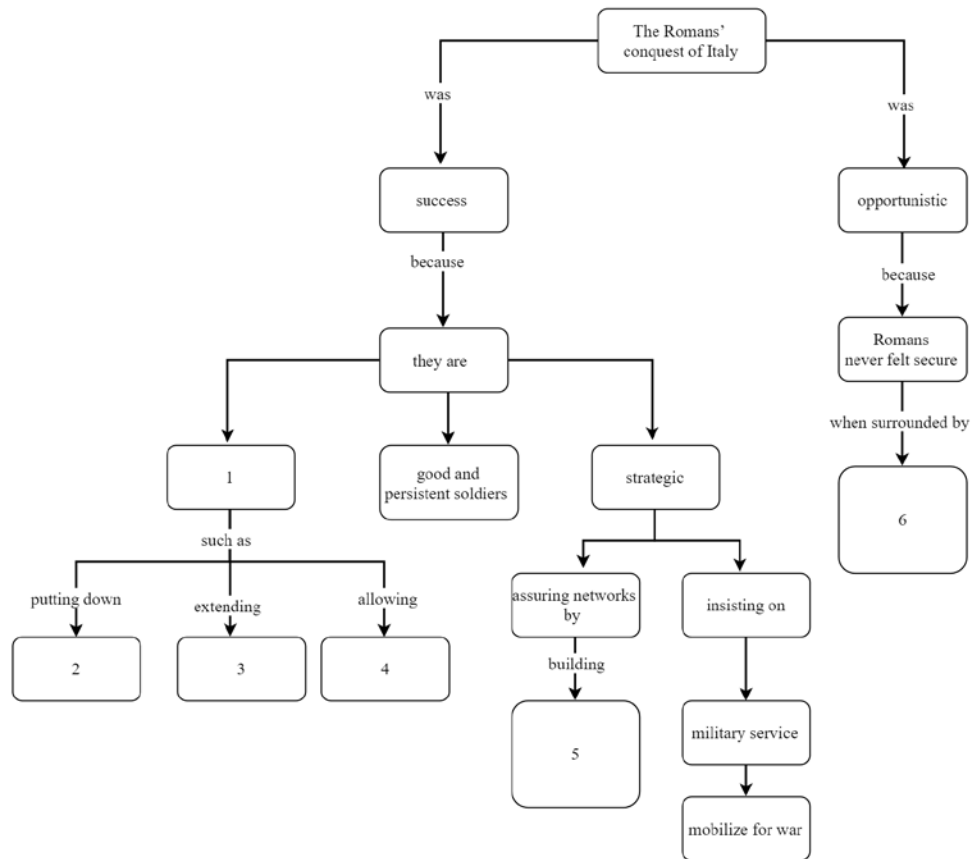 The Romans’
conquest of Italy
was
was
success
opportunistic
because
because
they are
Romans
never felt secure
when surrounded by
1
good and
persistent soldiers
strategic
6
such as
putting down
extending
allowing
assuring networks
by
insisting on
2
3
4
building
5
military service
mobilize for war